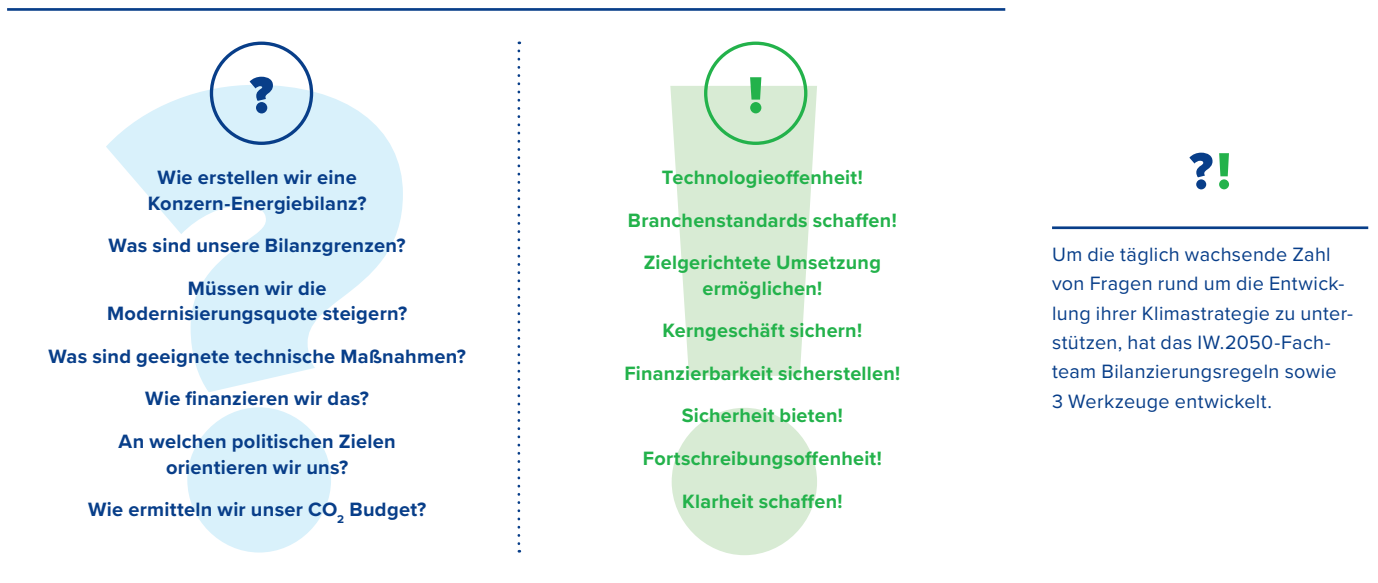 ?
Wie erstellen wir eine
Konzern-Energiebilanz?
Was sind unsere Bilanzgrenzen?
Müssen wir die
Modernisierungsquote steigern?
Was sind geeignete technische Maßnahmen?
Wie finanzieren wir das?
An welchen politischen Zielen
orientieren wir uns?
Wie ermitteln wir unser CO₂ Budget?
!
Technologieoffenheit!
Branchenstandards schaffen!
Zielgerichtete Umsetzung
ermöglichen!
Kerngeschäft sichern!
Finanzierbarkeit sicherstellen!
Sicherheit bieten!
Fortschreibungsoffenheit!
Klarheit schaffen!
?!
Um die täglich wachsende Zahl
von Fragen rund um die Entwick-
lung ihrer Klimastrategie zu unter-
stützen, hat das IW.2050-Fach-
team Bilanzierungsregeln sowie
3 Werkzeuge entwickelt.